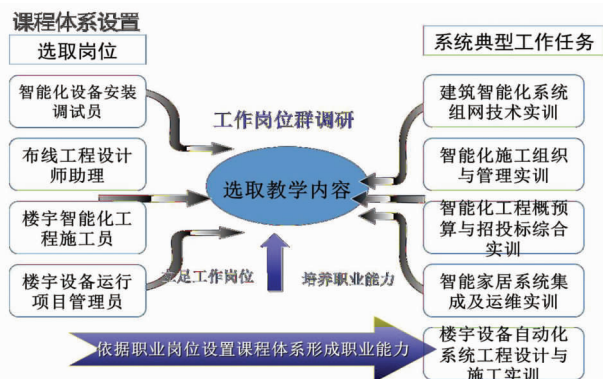 课程体系设置
选取岗位
智能化设备安装
调试员
布线工程设计
师助理
楼宇智能化工
程施工员
楼宇设备运行
项目管理员
工作岗位群调研
选取教学内容
立足工作岗位
培养职业能力
系统典型工作任务
建筑智能化系统
组网技术实训
智能化施工组织
与管理实训
智能化工程概预
算与招投标综合
实训
智能家居系统集
成及运维实训
楼宇设备自动化
系统工程设计与
施工实训
依据职业岗位设置课程体系形成职业能力